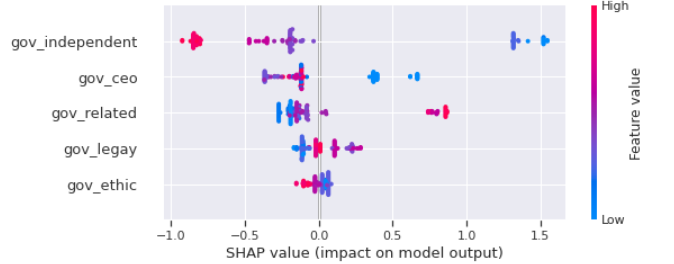 High
gov_independent
gov_ceo
gov_related
gov_legay
gov_ethic
Low
Feature value
−1.0 −0.5 0.0 0.5 1.0 1.5
SHAP value (impact on model output)